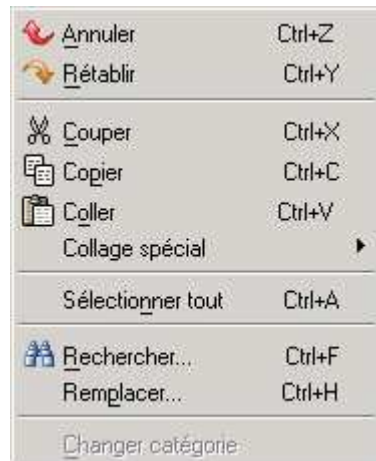 Annuler Ctrl+Z
Rétablir Ctrl+Y
Couper Ctrl+X
Copier Ctrl+C
Coller Ctrl+V
Collage spécial
Sélectionner tout Ctrl+A
Rechercher... Ctrl+F
Remplacer... Ctrl+H
Changer catégorie